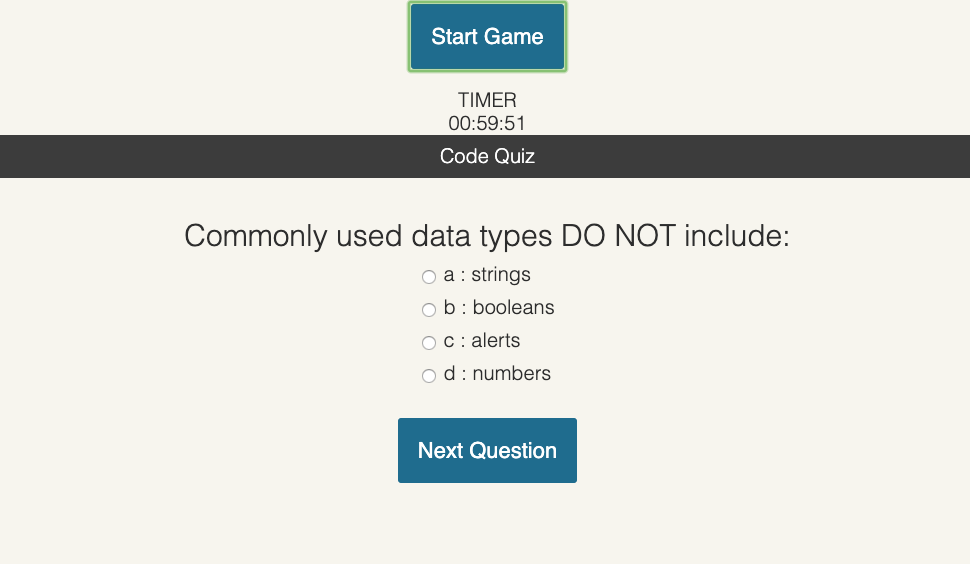 Start Game
TIMER
00:59:51
Code Quiz
Commonly used data types DO NOT include:
a : strings
b : booleans
c : alerts
d : numbers
Next Question